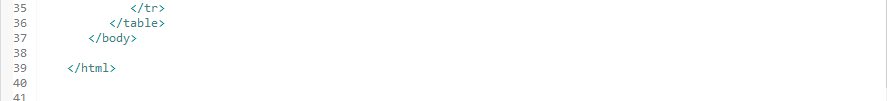 35 </tr>
36 </table>
37 </body>
38
39 </html>
40
41